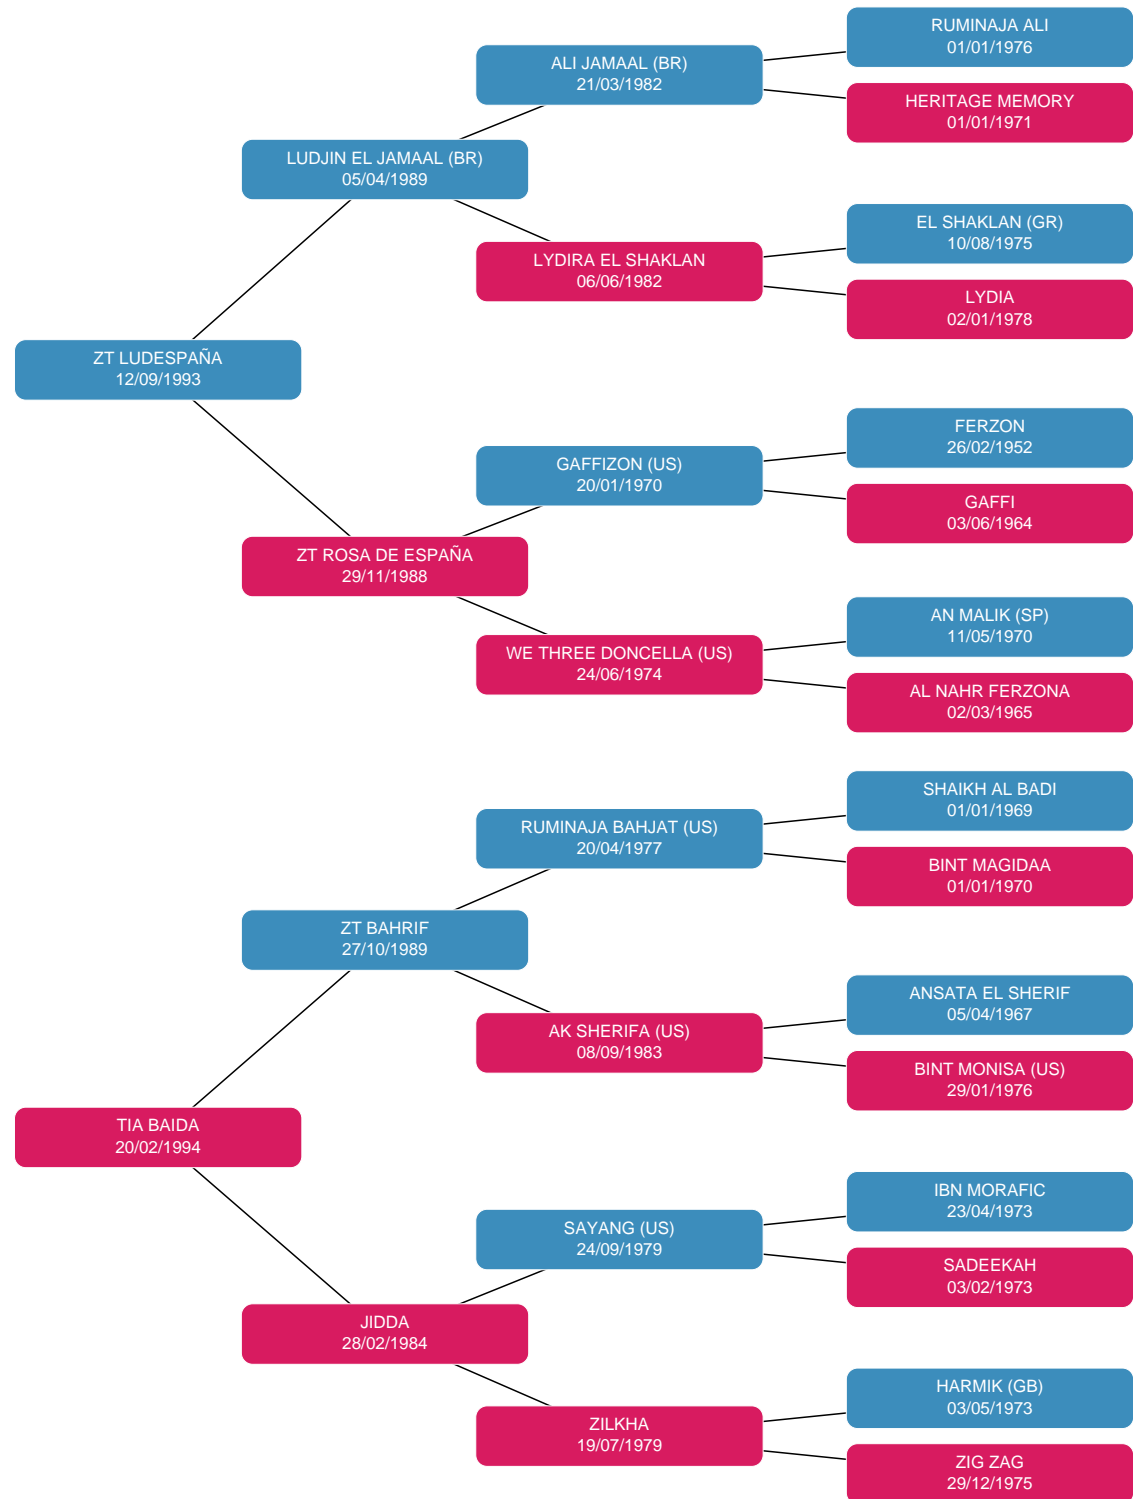 RUMINAJA ALI
01/01/1976
ALI JAMAAL (BR)
21/03/1982
HERITAGE MEMORY
01/01/1971
LUDJIN EL JAMAAL (BR)
05/04/1989
EL SHAKLAN (GR)
10/08/1975
LYDIRA EL SHAKLAN
06/06/1982
LYDIA
02/01/1978
ZT LUDESPAÑA
12/09/1993
FERZON
26/02/1952
GAFFIZON (US)
20/01/1970
GAFFI
03/06/1964
ZT ROSA DE ESPAÑA
29/11/1988
AN MALIK (SP)
11/05/1970
WE THREE DONCELLA (US)
24/06/1974
AL NAHR FERZONA
02/03/1965
SHAIKH AL BADI
01/01/1969
RUMINAJA BAHJAT (US)
20/04/1977
BINT MAGIDAA
01/01/1970
ZT BAHRIF
27/10/1989
ANSATA EL SHERIF
05/04/1967
AK SHERIFA (US)
08/09/1983
BINT MONISA (US)
29/01/1976
TIA BAIDA
20/02/1994
IBN MORAFIC
23/04/1973
SAYANG (US)
24/09/1979
SADEEKAH
03/02/1973
JIDDA
28/02/1984
HARMIK (GB)
03/05/1973
ZILKHA
19/07/1979
ZIG ZAG
29/12/1975